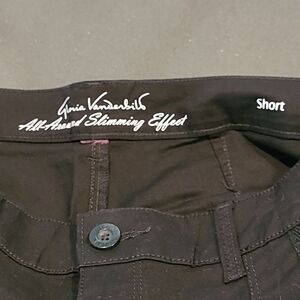 Gloria Vanderbilt
All-Around Slimming Effect
Short